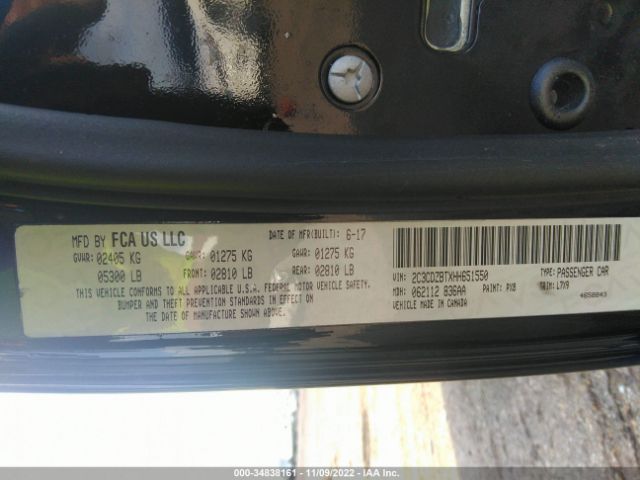 MFD BY FCA US LLC
DATE OF MFR(BUILT): 6-17
GVWR: 02405 KG GAWR: 01275 KG GAWR: 01275 KG
05300 LB FRONT: 02810 LB REAR: 02810 LB
THIS VEHICLE CONFORMS TO ALL APPLICABLE U.S.A. FEDERAL MOTOR VEHICLE SAFETY,
BUMPER AND THEFT PREVENTION STANDARDS IN EFFECT ON
THE DATE OF MANUFACTURE SHOWN ABOVE.
VIN: 2C3CDZBTXHH651550 TYPE: PASSENGER CAR
MDH: 062112 836AA PAINT: PX8 TRIM: L7X9
VEHICLE MADE IN CANADA 
000-34838161 - 11/09/2022 - IAA Inc.